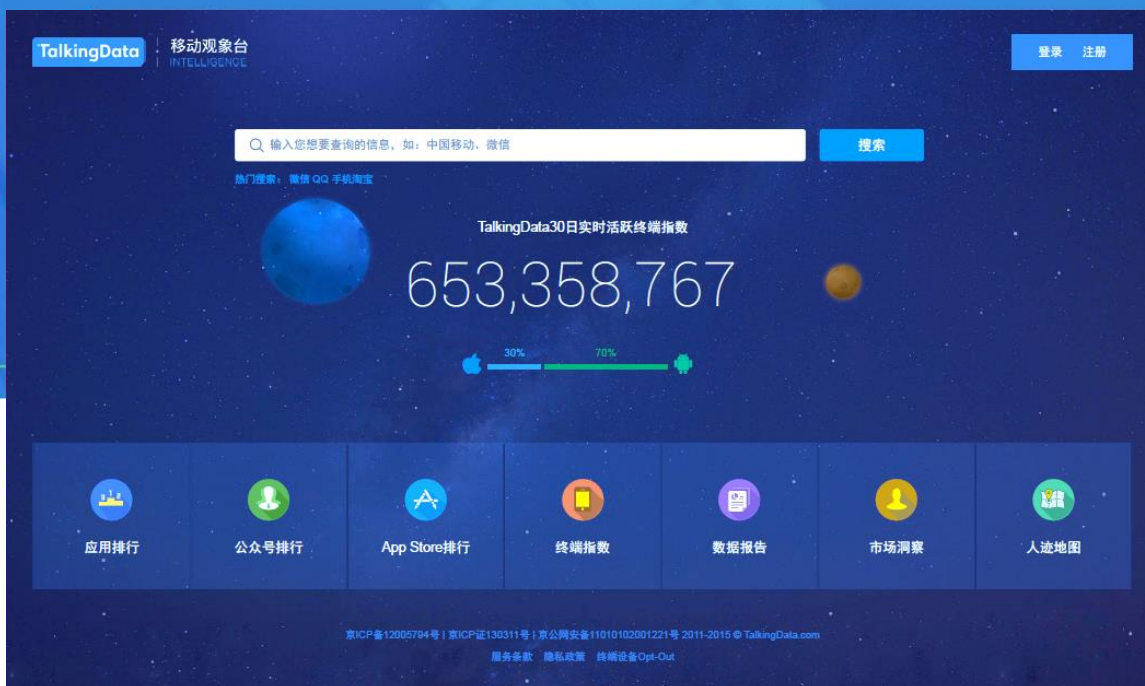 TalkingData
移动观象台
INTELLIGENCE
登录 注册
输入您想要查询的信息，如：中国移动、微信
搜索
热门搜索： 微信 QQ 手机淘宝
TalkingData30日实时活跃终端指数
653,358,767
30% 70%
应用排行 公众号排行 App Store排行 终端指数 数据报告 市场洞察 人迹地图
京ICP备12005794号 | 京ICP证130311号 | 京公网安备11010102001221号 2011-2015 © TalkingData.com
服务条款 隐私政策 终端设备Opt-Out